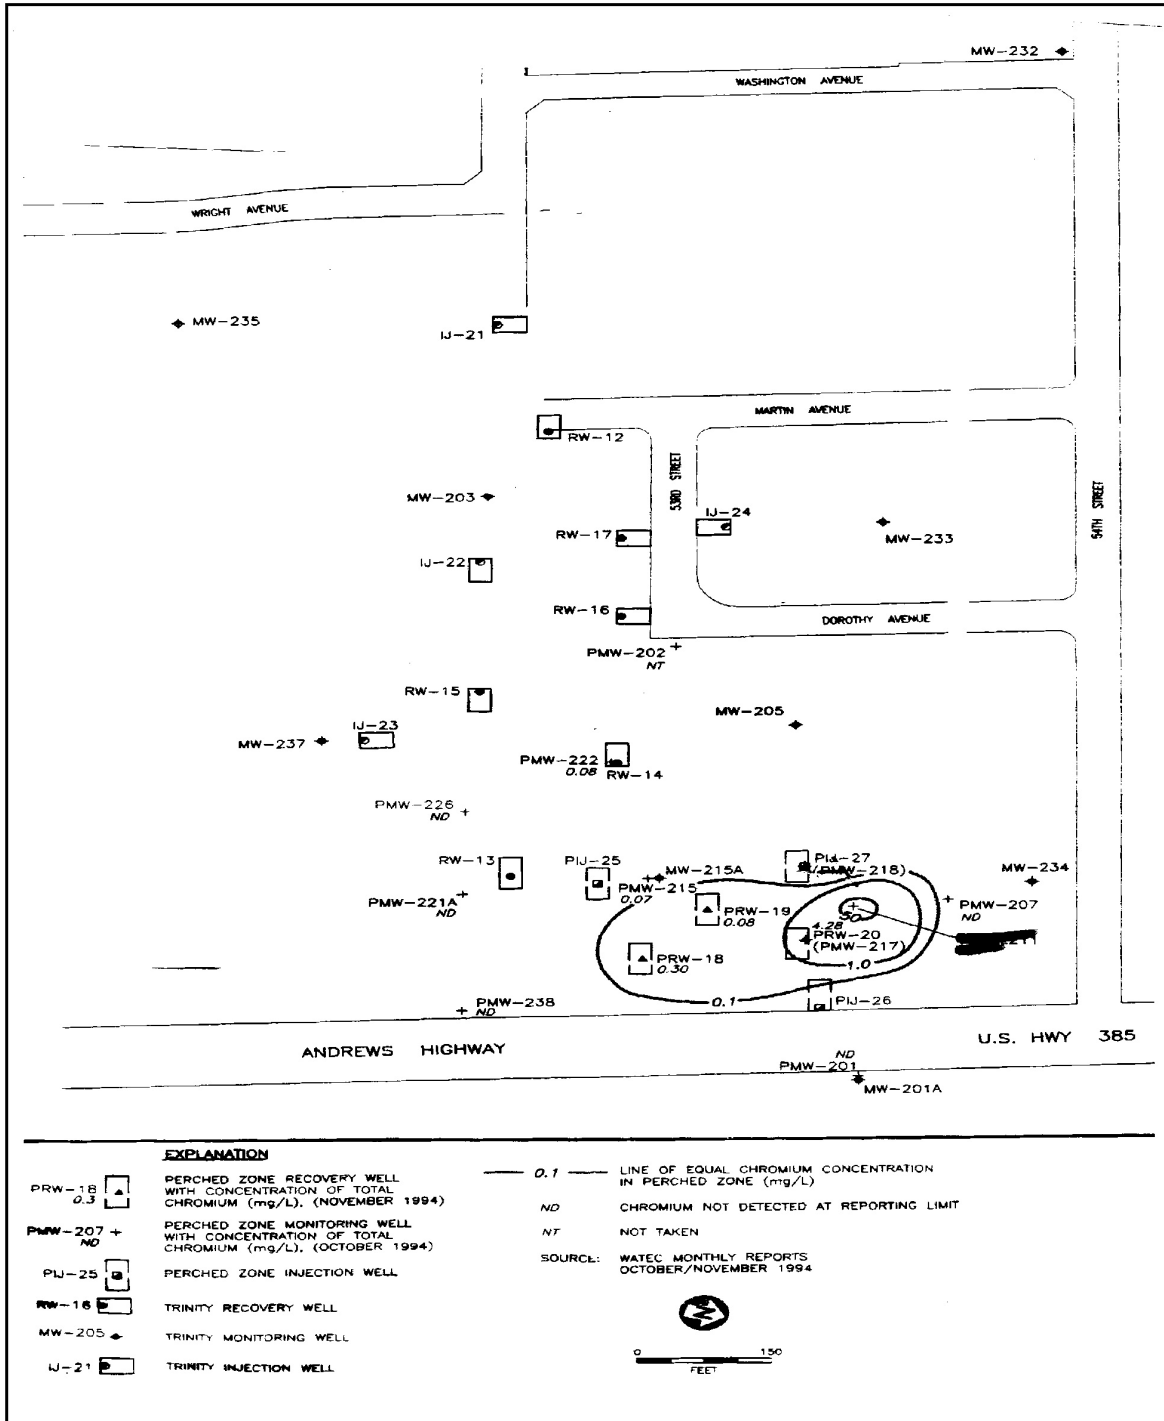 MW-232
WASHINGTON AVENUE
WRIGHT AVENUE
MW-235
IJ-21
MARTIN AVENUE
RW-12
53RD STREET
54TH STREET
MW-203
IJ-24
RW-17
MW-233
IJ-22
RW-16
DOROTHY AVENUE
PMW-202
NT
RW-15
MW-205
IJ-23
MW-237
PMW-222
0.08
RW-14
PMW-226
ND
RW-13
PIJ-25
MW-215A
PIJ-27
(PMW-218)
MW-234
PMW-215
0.07
PMW-221A
ND
PRW-19
0.08
50
PMW-207
ND
4.28
PRW-20
(PMW-217)
PRW-18
0.30
1.0
0.1
PIJ-26
PMW-238
ND
ANDREWS HIGHWAY
U.S. HWY 385
ND
PMW-201
MW-201A
EXPLANATION
PRW-18
0.3
PERCHED ZONE RECOVERY WELL
WITH CONCENTRATION OF TOTAL
CHROMIUM (mg/L). (NOVEMBER 1994)
PMW-207
ND
PERCHED ZONE MONITORING WELL
WITH CONCENTRATION OF TOTAL
CHROMIUM (mg/L). (OCTOBER 1994)
PIJ-25
PERCHED ZONE INJECTION WELL
RW-16
TRINITY RECOVERY WELL
MW-205
TRINITY MONITORING WELL
IJ-21
TRINITY INJECTION WELL
0.1
LINE OF EQUAL CHROMIUM CONCENTRATION
IN PERCHED ZONE (mg/L)
ND
CHROMIUM NOT DETECTED AT REPORTING LIMIT
NT
NOT TAKEN
SOURCE: WATEC MONTHLY REPORTS
OCTOBER/NOVEMBER 1994
N
0 150
FEET